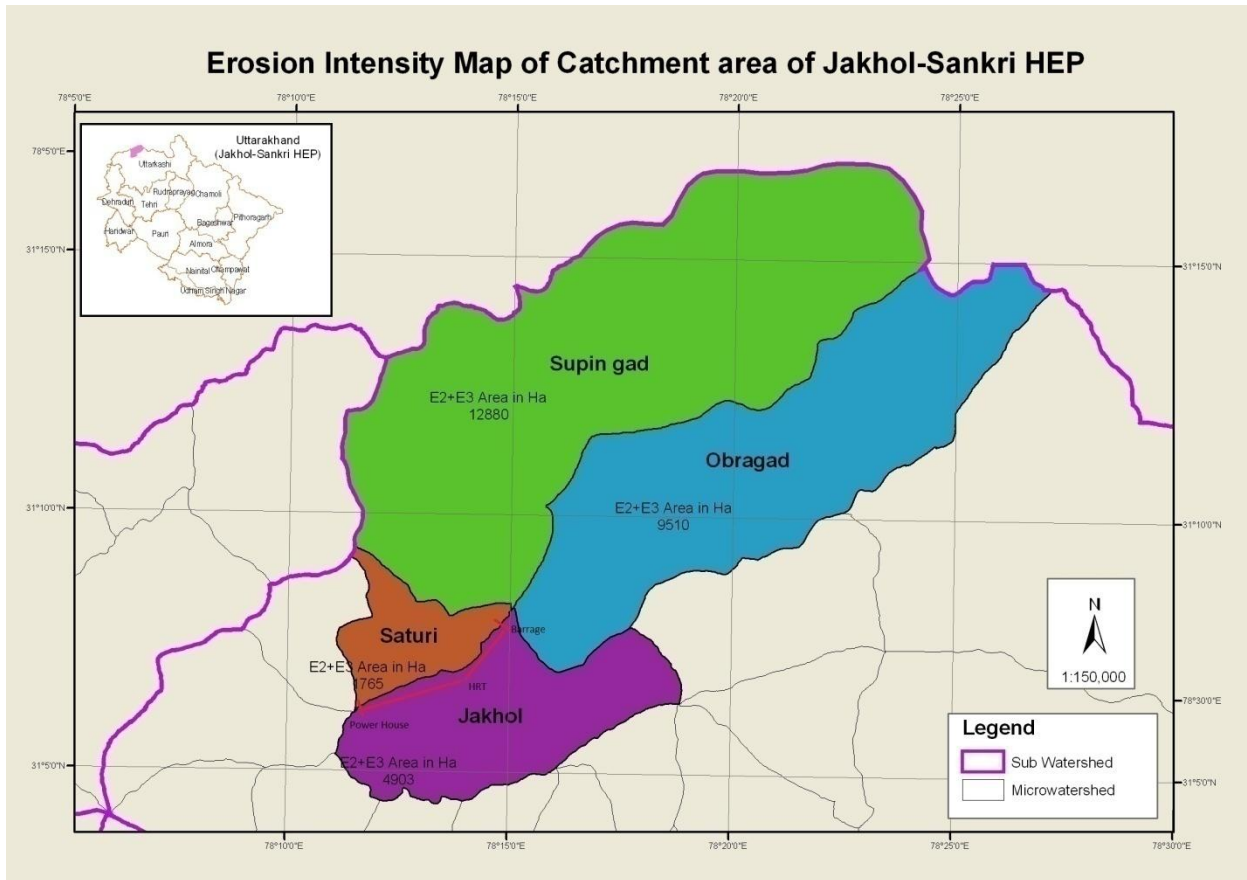 Erosion Intensity Map of Catchment area of Jakhol-Sankri HEP
78°5'0"E 78°10'0"E 78°15'0"E 78°20'0"E 78°25'0"E
78°5'0"E
Uttarakhand
(Jakhol-Sankri HEP)
Uttarkashi
Rudraprayag
Chamoli
Dehradun
Tehri
Pithoragarh
Bageshwar
Haridwar
Pauri
Almora
Nainital
Champawat
Udham Singh Nagar
31°15'0"N
31°15'0"N
Supin gad
E2+E3 Area in Ha
12880
Obragad
E2+E3 Area in Ha
9510
31°10'0"N
31°10'0"N
Saturi
Barrage
E2+E3 Area in Ha
1765
HRT
Jakhol
Power House
E2+E3 Area in Ha
4903
N
1:150,000
78°30'0"E
31°5'0"N
31°5'0"N
Legend
Sub Watershed
Microwatershed
78°10'0"E 78°15'0"E 78°20'0"E 78°25'0"E 78°30'0"E